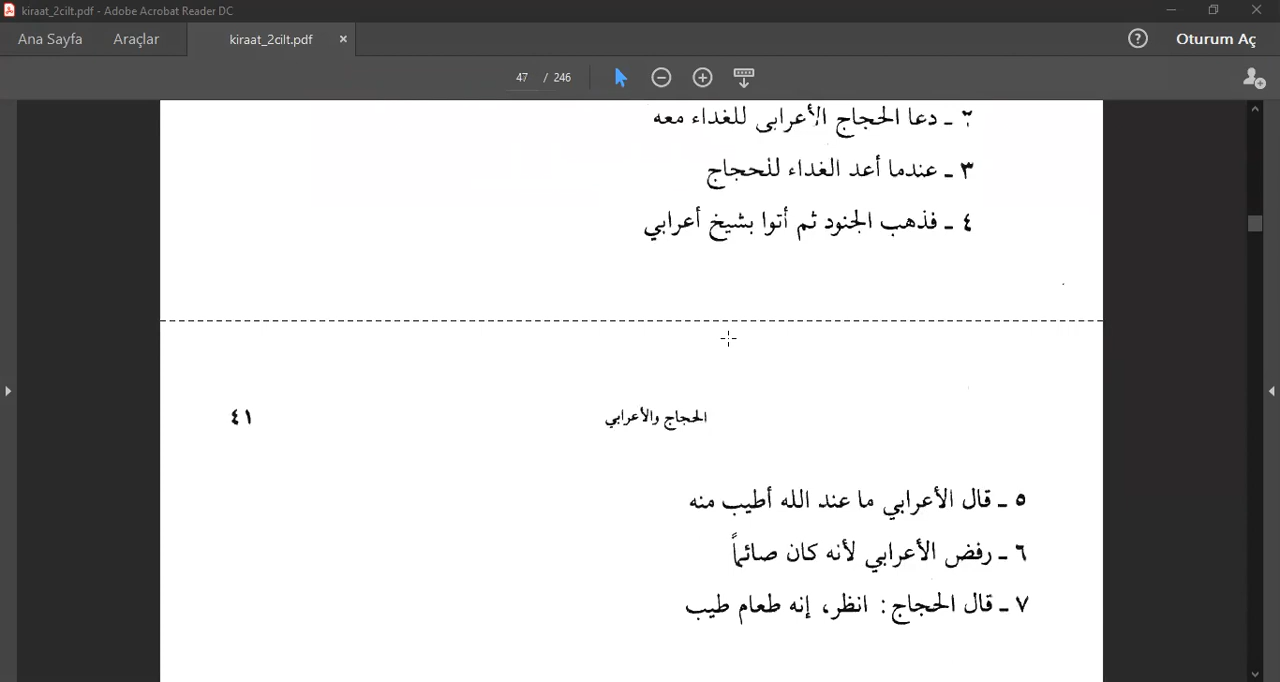 kiraat_2cilt.pdf - Adobe Acrobat Reader DC
Ana Sayfa Araçlar kiraat_2cilt.pdf Oturum Aç
47 / 246
٢ ـ دعا الحجاج الأعرابى للغداء معه
٣ ـ عندما أعد الغداء للحجاج
٤ ـ فذهب الجنود ثم أتوا بشيخ أعرابي
الحجاج والأعرابي ٤١
٥ ـ قال الأعرابي ما عند الله أطيب منه
٦ ـ رفض الأعرابي لأنه كان صائماً
٧ ـ قال الحجاج : انظر، إنه طعام طيب